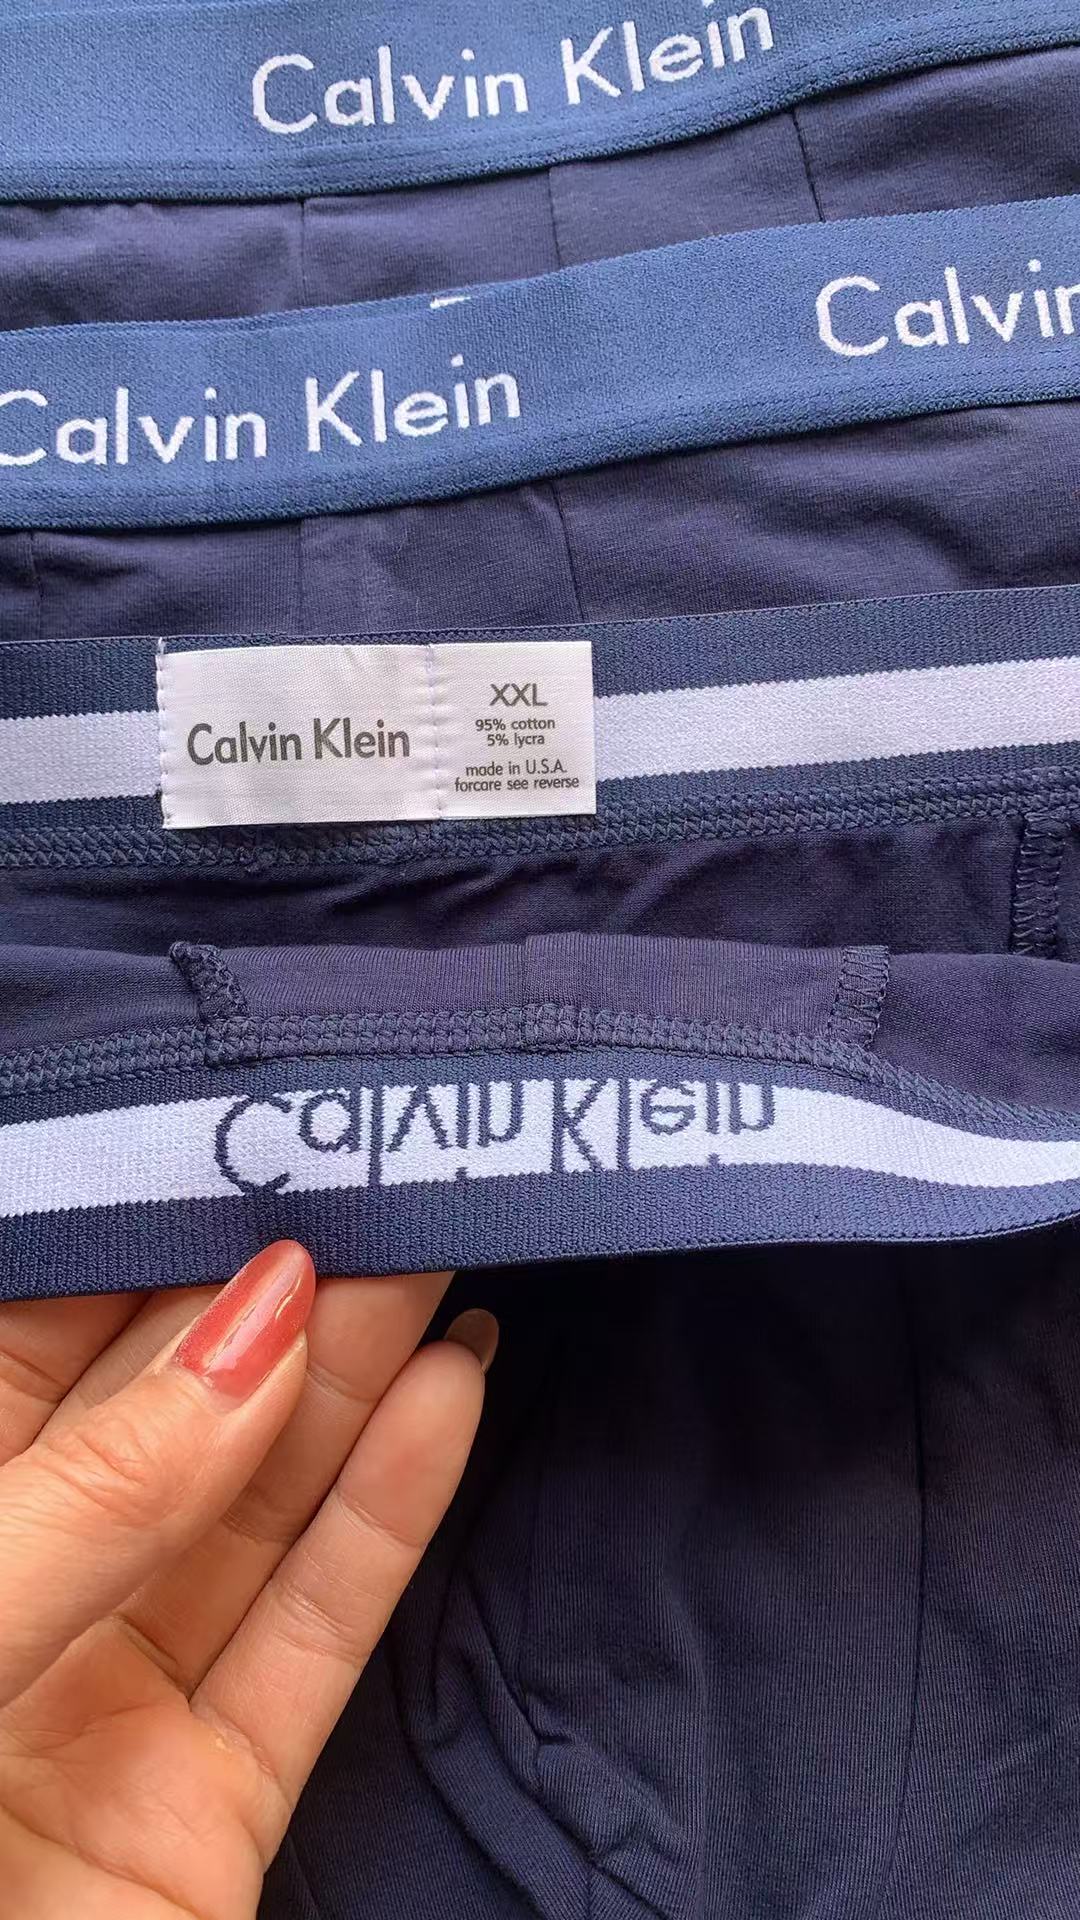 Calvin Klein
Calvin Klein
Calvin
Calvin Klein
XXL
95% cotton
5% lycra
made in U.S.A.
forcare see reverse
Calvin Klein